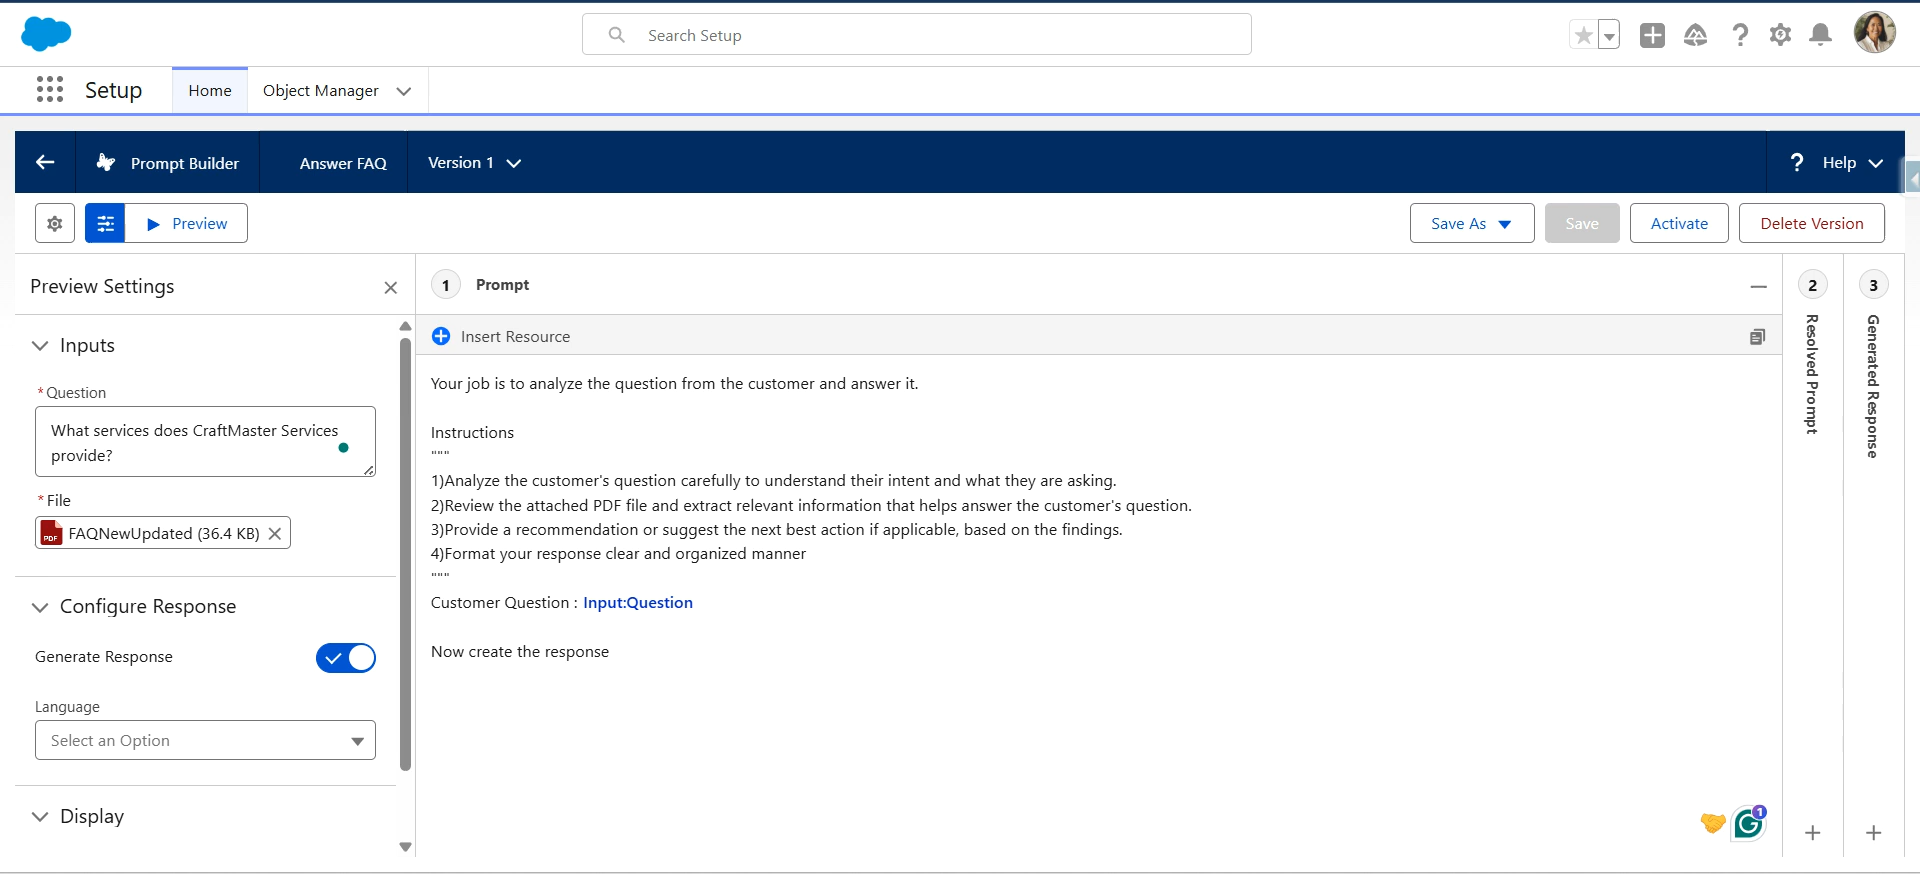 Search Setup
Setup
Home
Object Manager
Prompt Builder
Answer FAQ
Version 1
? Help
Preview
Save As
Save
Activate
Delete Version
Preview Settings
Inputs
*Question
What services does CraftMaster Services
provide?
*File
PDF FAQNewUpdated (36.4 KB)
Configure Response
Generate Response
Language
Select an Option
Display
1 Prompt
Insert Resource
Your job is to analyze the question from the customer and answer it.
Instructions
"""
1)Analyze the customer's question carefully to understand their intent and what they are asking.
2)Review the attached PDF file and extract relevant information that helps answer the customer's question.
3)Provide a recommendation or suggest the next best action if applicable, based on the findings.
4)Format your response clear and organized manner
"""
Customer Question : Input:Question
Now create the response
1
2 Resolved Prompt
3 Generated Response